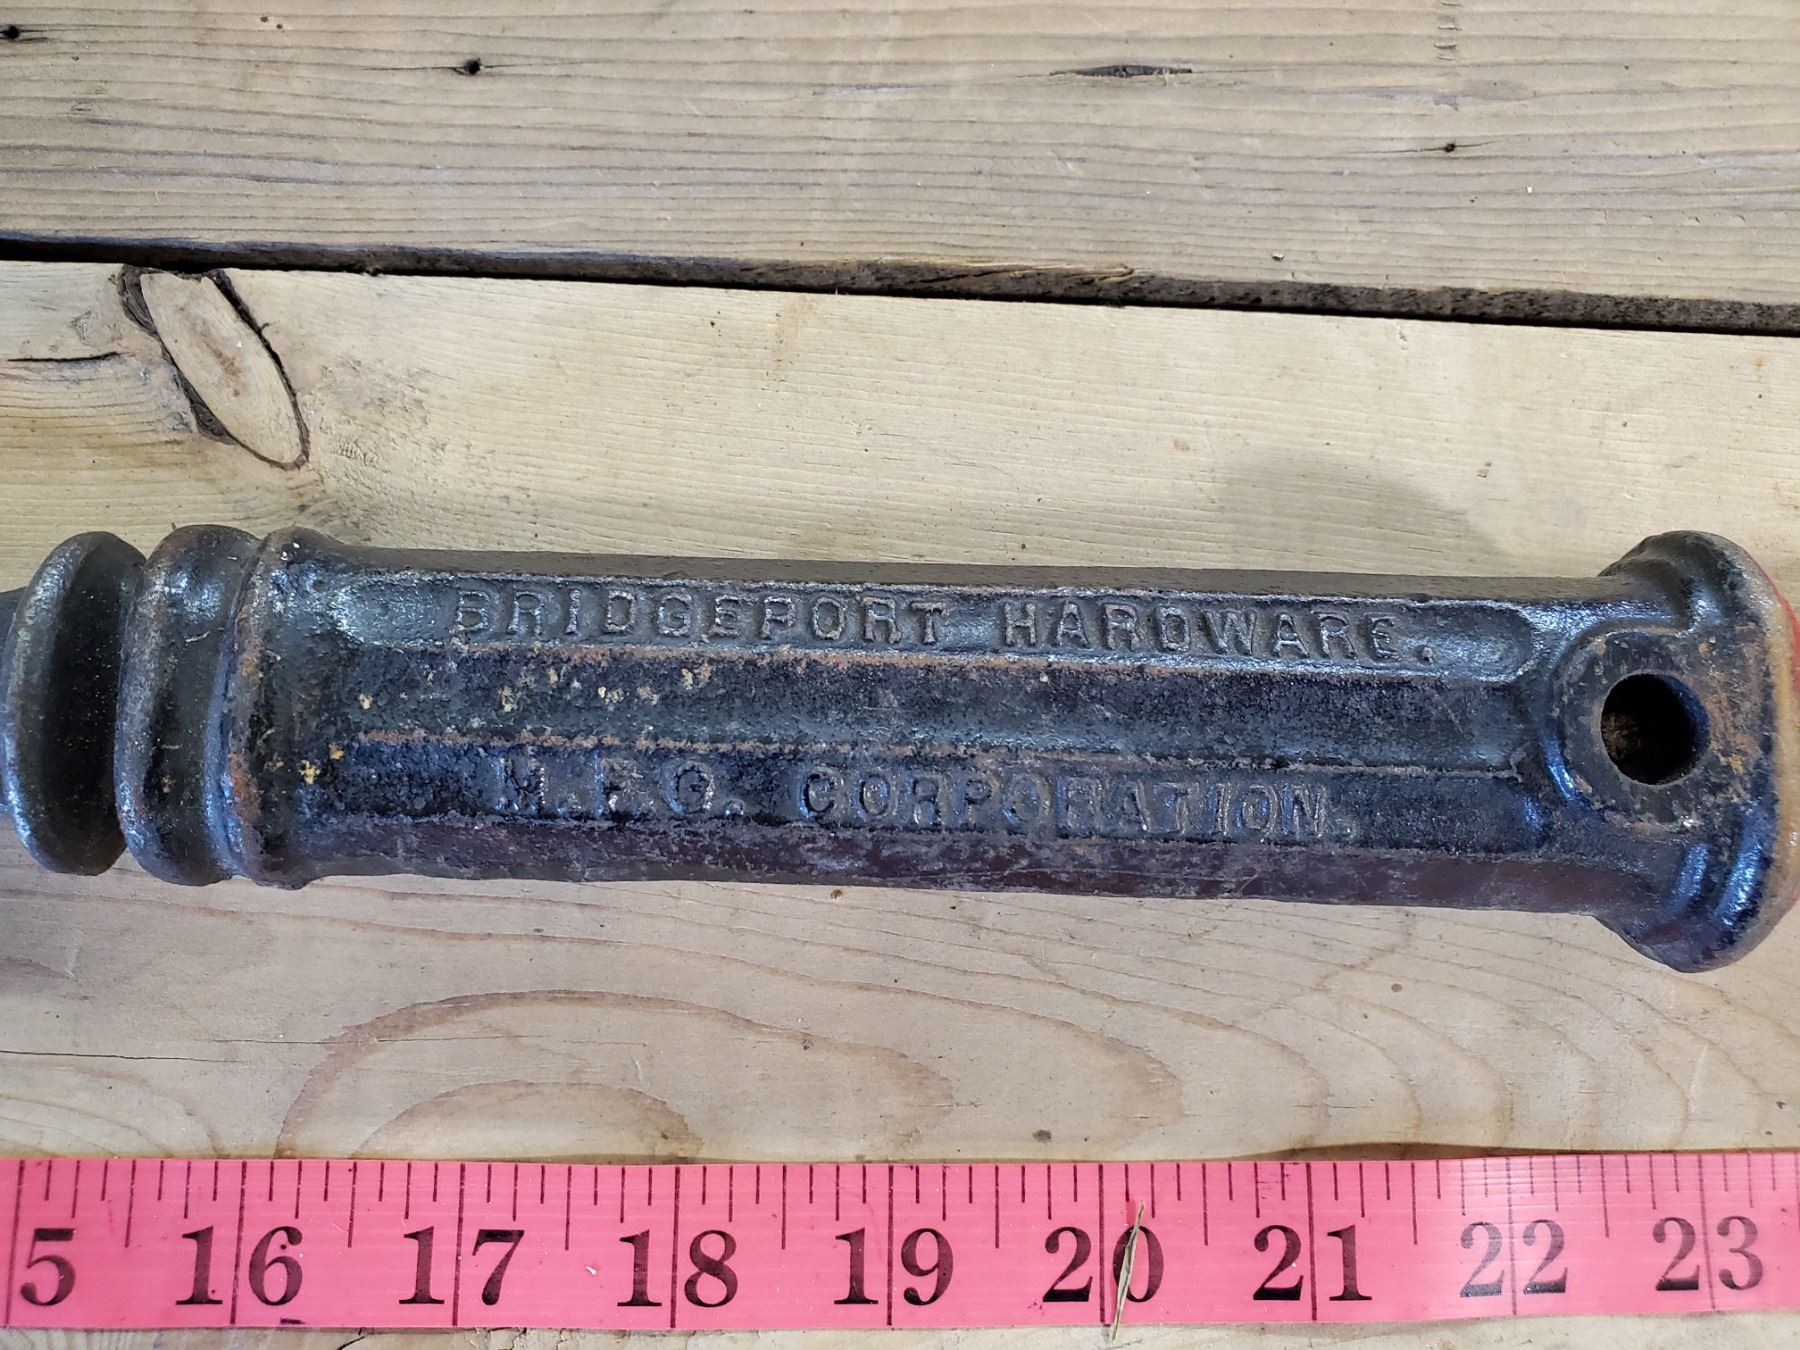 BRIDGEPORT HARDWARE.
M.F.G. CORPORATION.
5 16 17 18 19 20 21 22 23